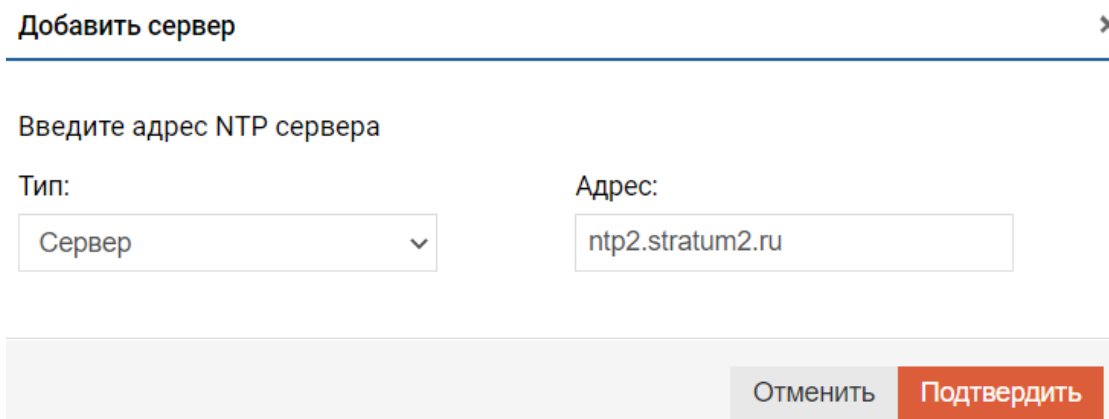 Добавить сервер
Введите адрес NTP сервера
Тип:
Адрес:
Сервер
ntp2.stratum2.ru
Отменить
Подтвердить